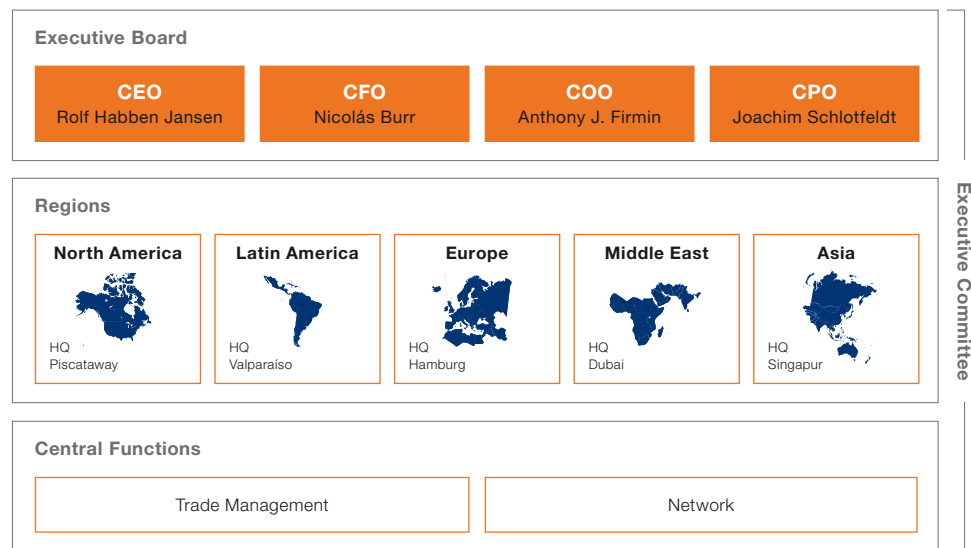 Executive Board
CEO
Rolf Habben Jansen
CFO
Nicolás Burr
COO
Anthony J. Firmin
CPO
Joachim Schlotfeldt
Regions
North America
HQ
Piscataway
Latin America
HQ
Valparaíso
Europe
HQ
Hamburg
Middle East
HQ
Dubai
Asia
HQ
Singapur
Central Functions
Trade Management
Network
Executive Committee